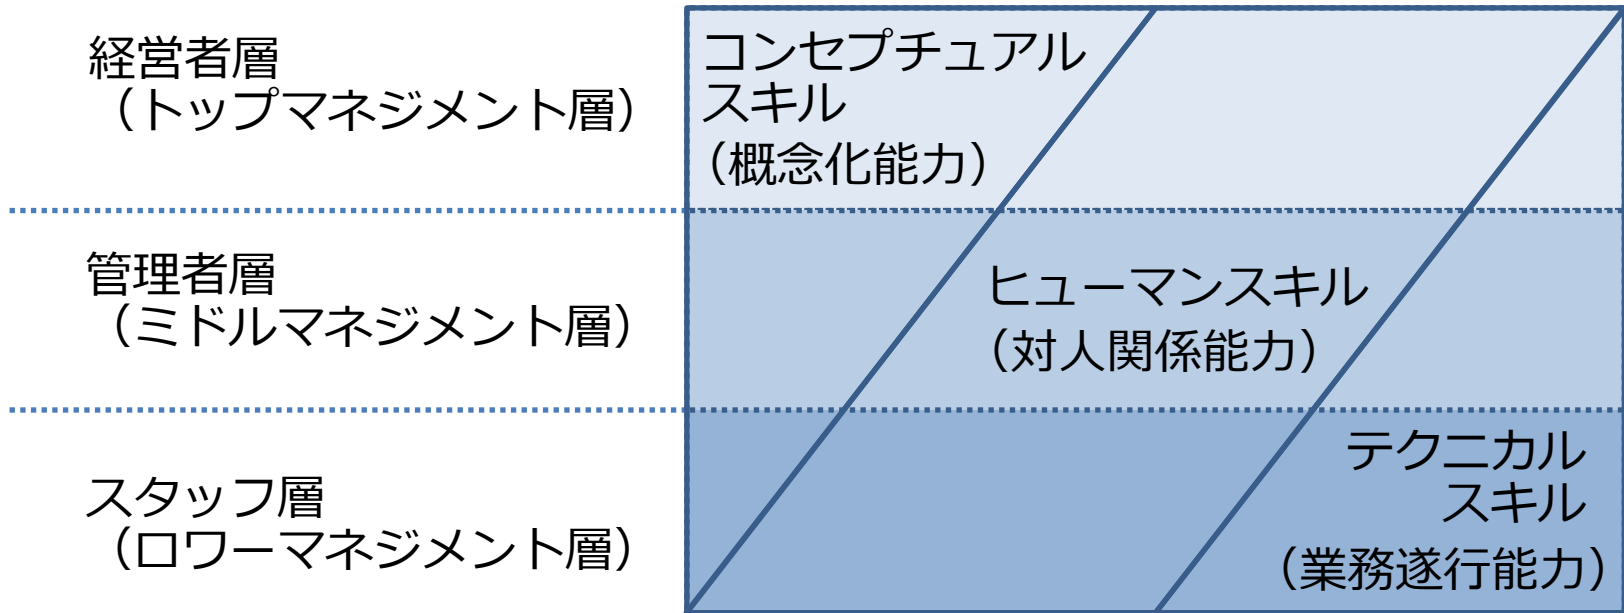 経営者層
（トップマネジメント層）
コンセプチュアル
スキル
（概念化能力）
管理者層
（ミドルマネジメント層）
ヒューマンスキル
（対人関係能力）
スタッフ層
（ロワーマネジメント層）
テクニカル
スキル
（業務遂行能力）